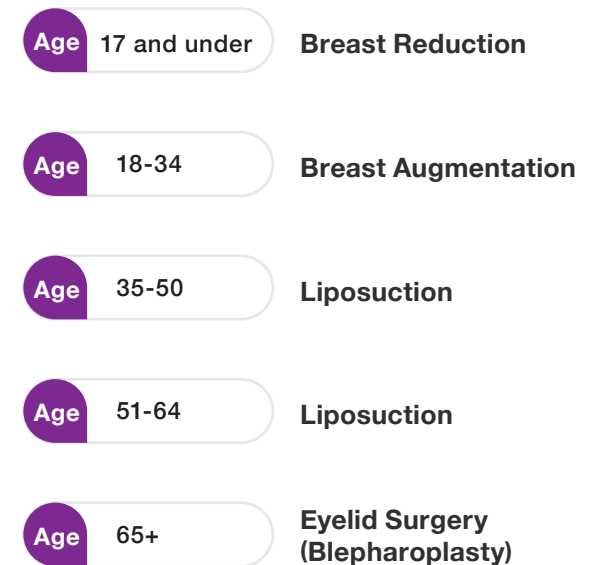 Age 17 and under Breast Reduction
Age 18-34 Breast Augmentation
Age 35-50 Liposuction
Age 51-64 Liposuction
Age 65+ Eyelid Surgery
(Blepharoplasty)